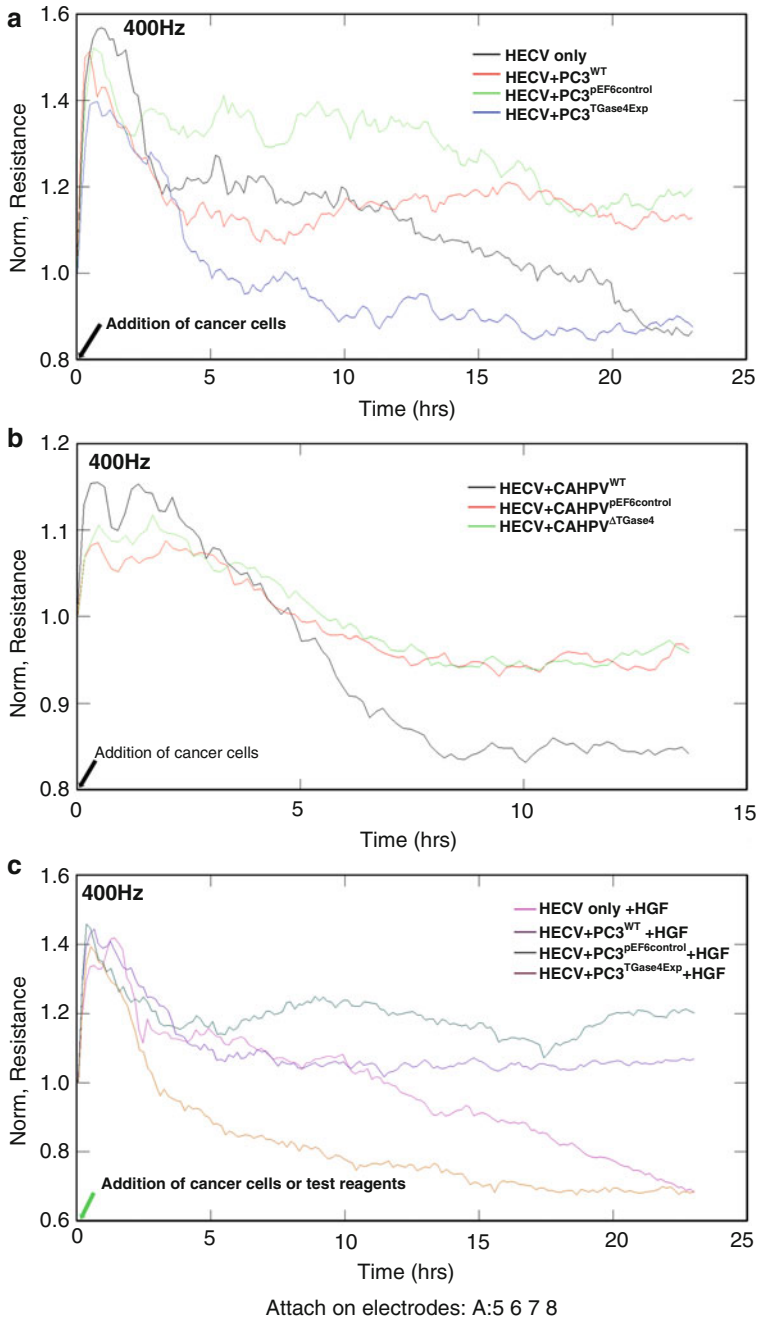 a
400Hz
1.6
1.4
1.2
1.0
0.8
Norm, Resistance
HECV only
HECV+PC3WT
HECV+PC3pEF6control
HECV+PC3TGase4Exp
Addition of cancer cells
0 5 10 15 20 25
Time (hrs)
b
400Hz
1.2
1.1
1.0
0.9
0.8
Norm, Resistance
HECV+CAHPVWT
HECV+CAHPVpEF6control
HECV+CAHPVΔTGase4
Addition of cancer cells
0 5 10 15
Time (hrs)
c
400Hz
1.6
1.4
1.2
1.0
0.8
0.6
Norm, Resistance
HECV only +HGF
HECV+PC3WT +HGF
HECV+PC3pEF6control+HGF
HECV+PC3TGase4Exp+HGF
Addition of cancer cells or test reagents
0 5 10 15 20 25
Time (hrs)
Attach on electrodes: A:5 6 7 8